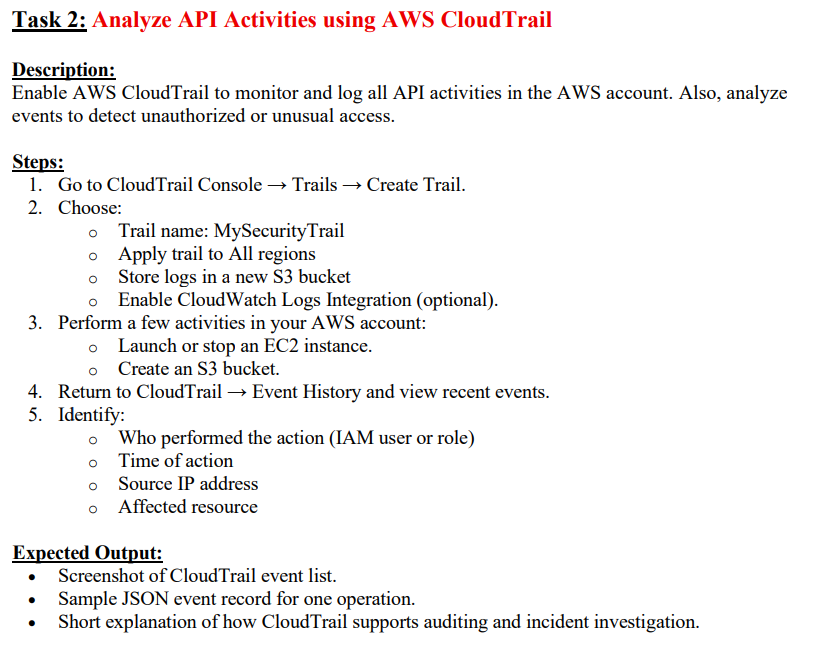 Task 2: Analyze API Activities using AWS CloudTrail
Description:
Enable AWS CloudTrail to monitor and log all API activities in the AWS account. Also, analyze
events to detect unauthorized or unusual access.
Steps:
1. Go to CloudTrail Console → Trails → Create Trail.
2. Choose:
o Trail name: MySecurityTrail
o Apply trail to All regions
o Store logs in a new S3 bucket
o Enable CloudWatch Logs Integration (optional).
3. Perform a few activities in your AWS account:
o Launch or stop an EC2 instance.
o Create an S3 bucket.
4. Return to CloudTrail → Event History and view recent events.
5. Identify:
o Who performed the action (IAM user or role)
o Time of action
o Source IP address
o Affected resource
Expected Output:
• Screenshot of CloudTrail event list.
• Sample JSON event record for one operation.
• Short explanation of how CloudTrail supports auditing and incident investigation.